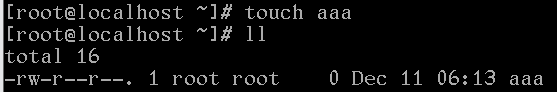 [root@localhost ~]# touch aaa
[root@localhost ~]# ll
total 16
-rw-r--r--. 1 root root    0 Dec 11 06:13 aaa